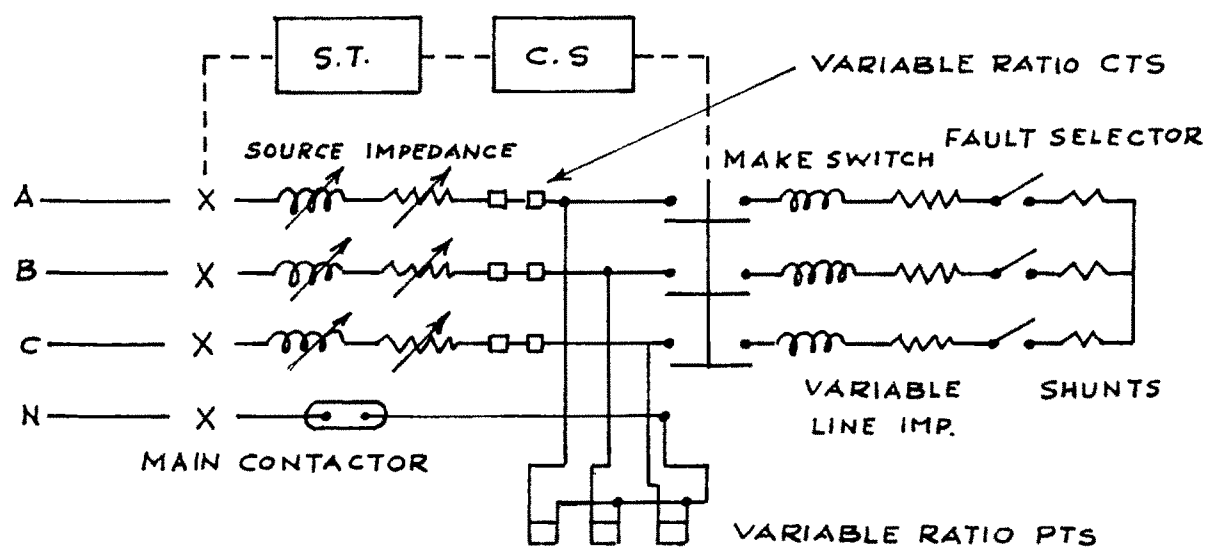 S.T.
C.S
VARIABLE RATIO CTS
SOURCE IMPEDANCE
MAKE SWITCH
FAULT SELECTOR
A
X
B
X
C
X
N
X
VARIABLE
LINE IMP.
SHUNTS
MAIN CONTACTOR
VARIABLE RATIO PTS